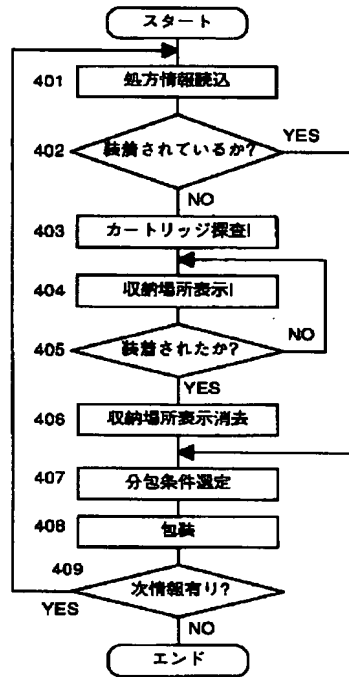 スタート
401 処方情報読込
402 装着されているか? YES
NO
403 カートリッジ探査I
404 収納場所表示I
405 装着されたか? NO
YES
406 収納場所表示消去
407 分包条件選定
408 包装
409
次情報有り?
YES
NO
エンド